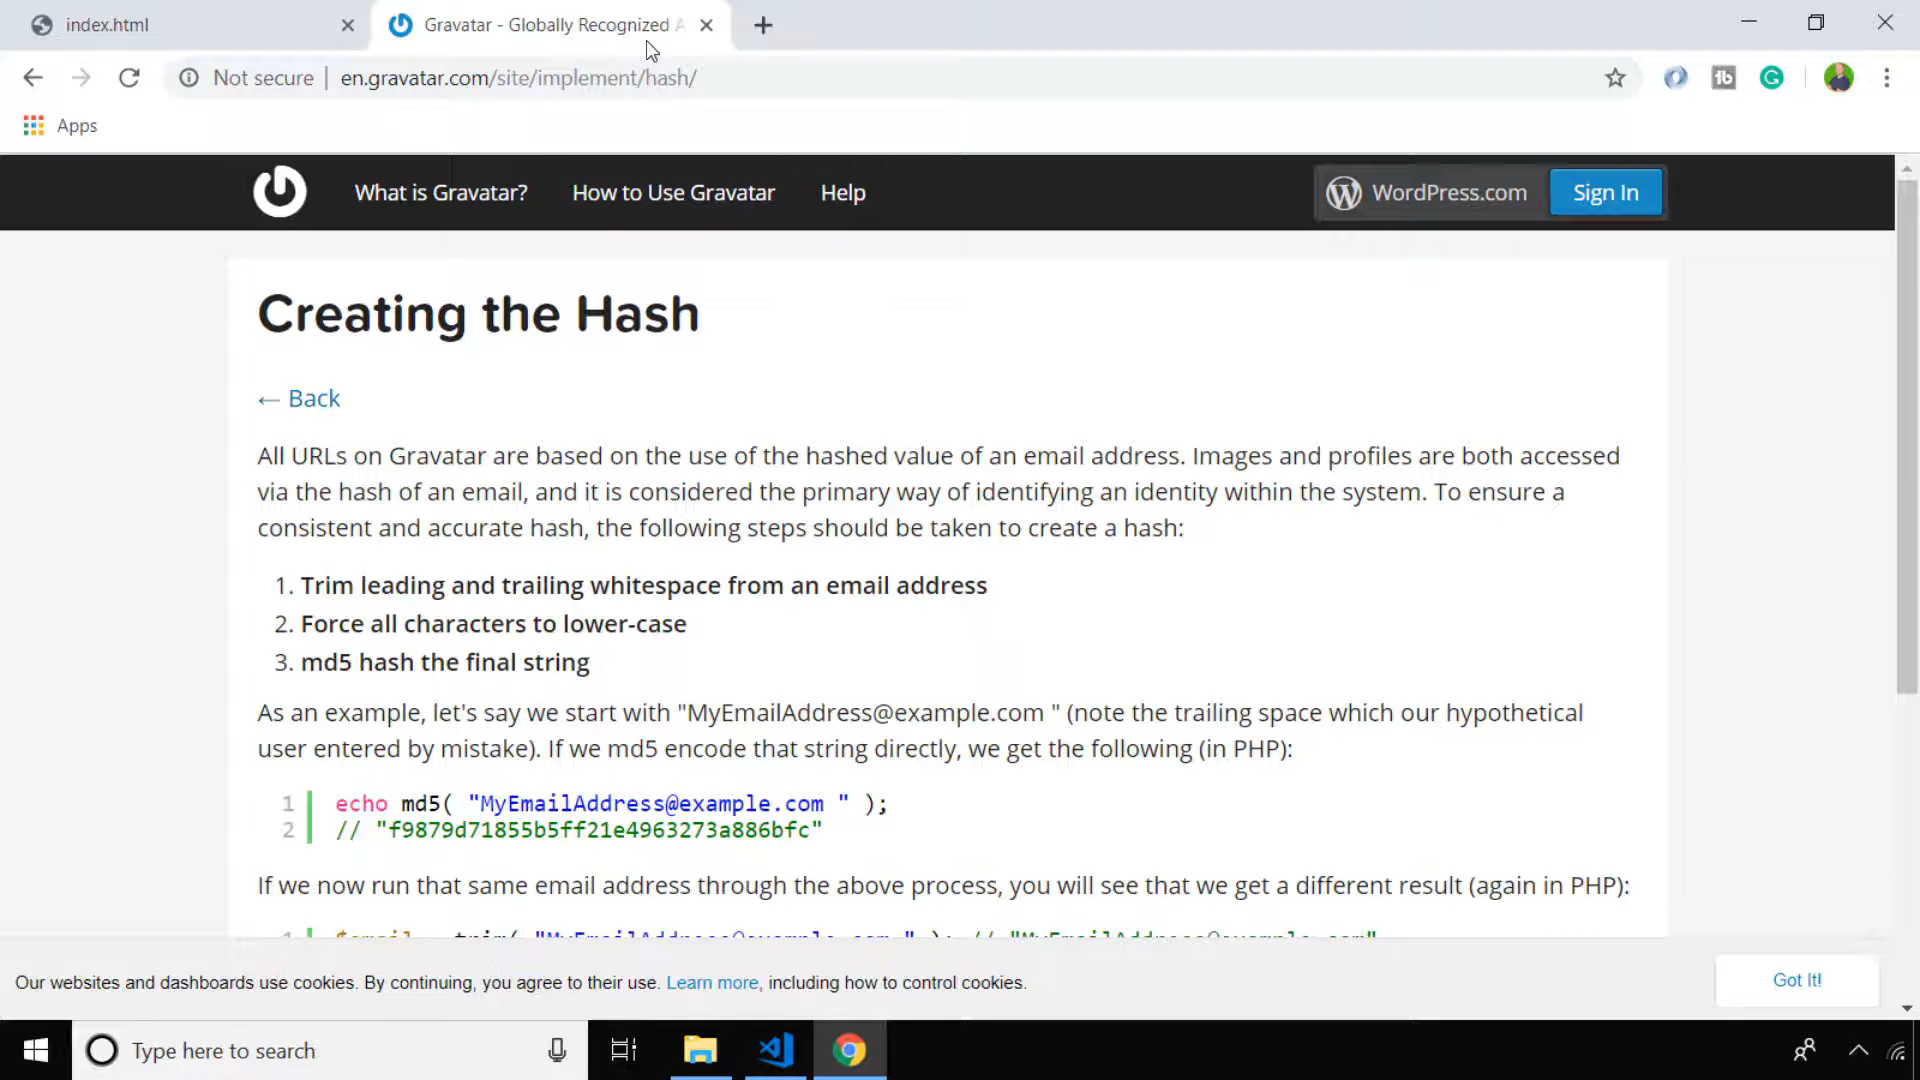 index.html
Gravatar - Globally Recognized A
Not secure | en.gravatar.com/site/implement/hash/
Apps
What is Gravatar? How to Use Gravatar Help WordPress.com Sign In
Creating the Hash
← Back
All URLs on Gravatar are based on the use of the hashed value of an email address. Images and profiles are both accessed
via the hash of an email, and it is considered the primary way of identifying an identity within the system. To ensure a
consistent and accurate hash, the following steps should be taken to create a hash:
1. Trim leading and trailing whitespace from an email address
2. Force all characters to lower-case
3. md5 hash the final string
As an example, let's say we start with "MyEmailAddress@example.com " (note the trailing space which our hypothetical
user entered by mistake). If we md5 encode that string directly, we get the following (in PHP):
1 echo md5( "MyEmailAddress@example.com " );
2 // "f9879d71855b5ff21e4963273a886bfc"
If we now run that same email address through the above process, you will see that we get a different result (again in PHP):
1 $email = trim( "MyEmailAddress@example.com " ); // "MyEmailAddress@example.com"
Our websites and dashboards use cookies. By continuing, you agree to their use. Learn more, including how to control cookies.
Got It!
Type here to search